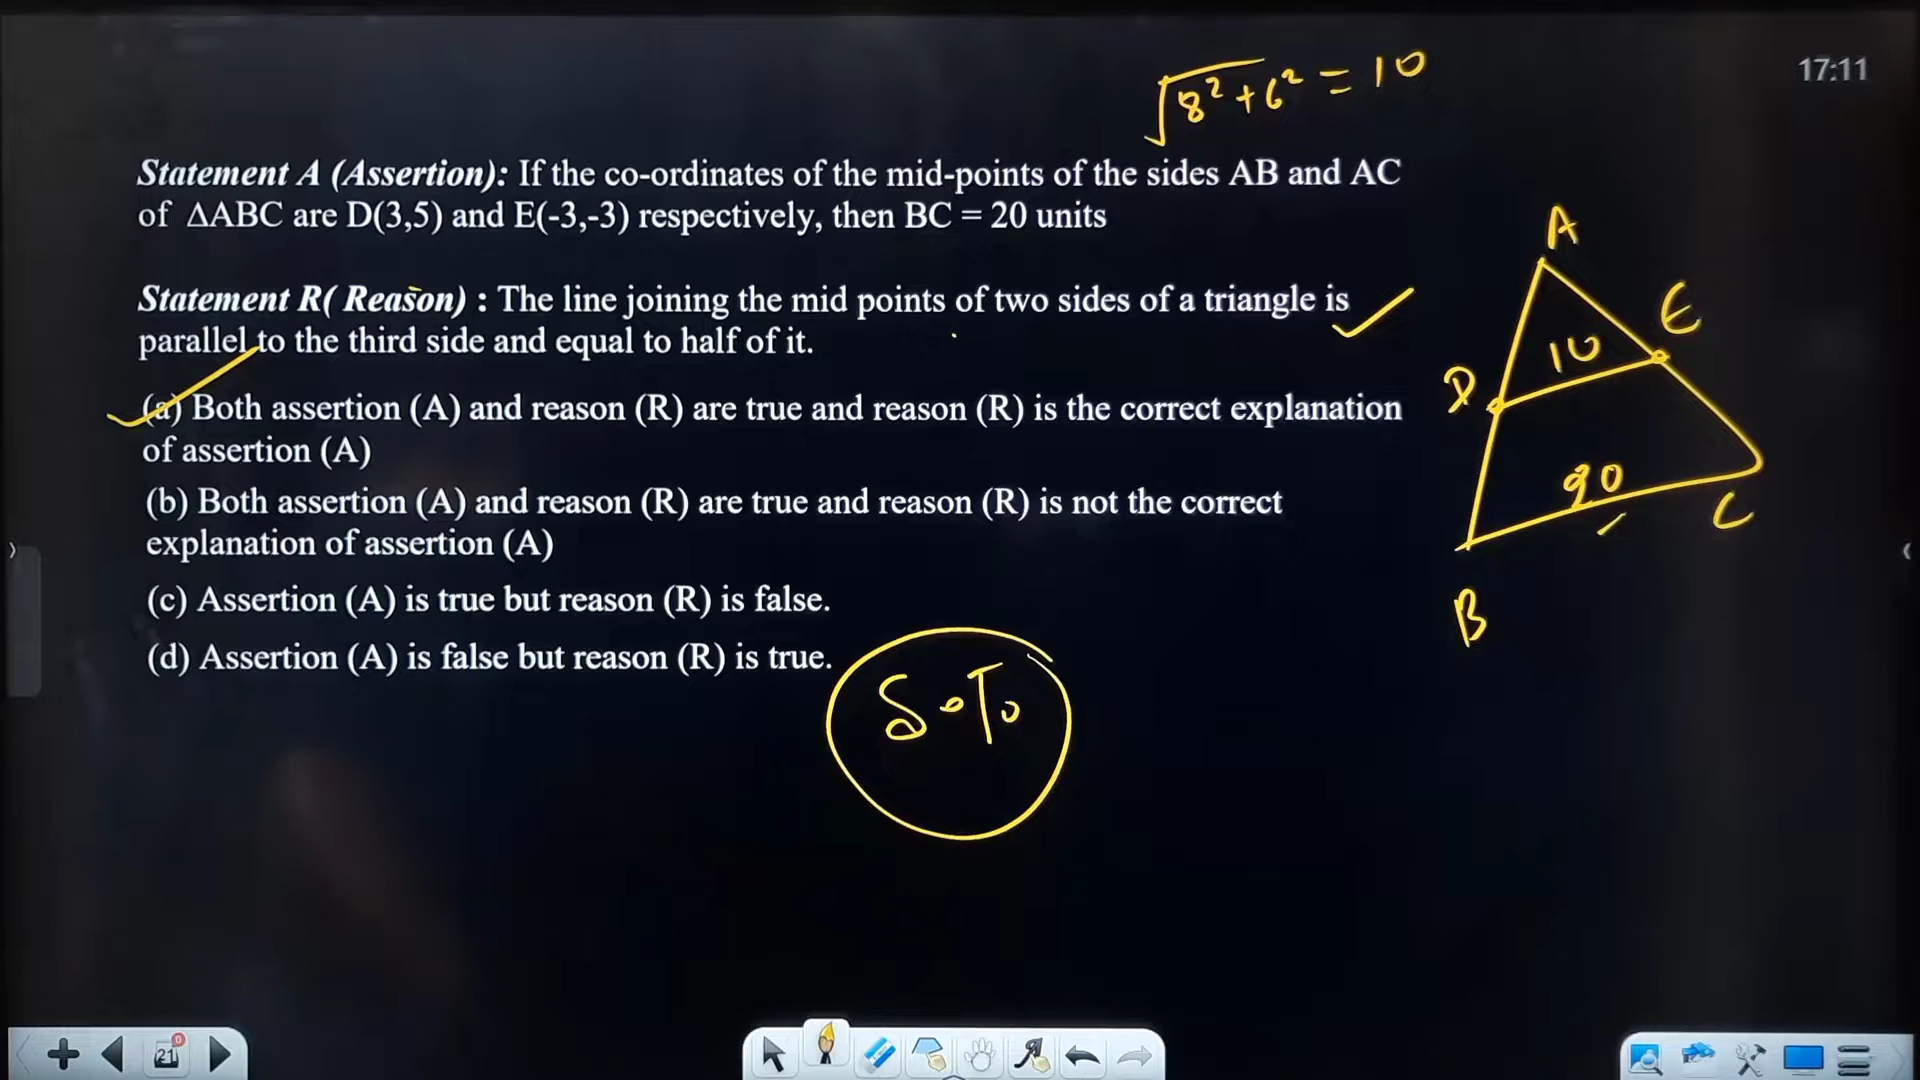 √8²+6² = 10
17:11
Statement A (Assertion): If the co-ordinates of the mid-points of the sides AB and AC
of ΔABC are D(3,5) and E(-3,-3) respectively, then BC = 20 units
Statement R( Reason) : The line joining the mid points of two sides of a triangle is
parallel to the third side and equal to half of it.
(a) Both assertion (A) and reason (R) are true and reason (R) is the correct explanation
of assertion (A)
(b) Both assertion (A) and reason (R) are true and reason (R) is not the correct
explanation of assertion (A)
(c) Assertion (A) is true but reason (R) is false.
(d) Assertion (A) is false but reason (R) is true.
A
E
10
D
20
C
B
21
0